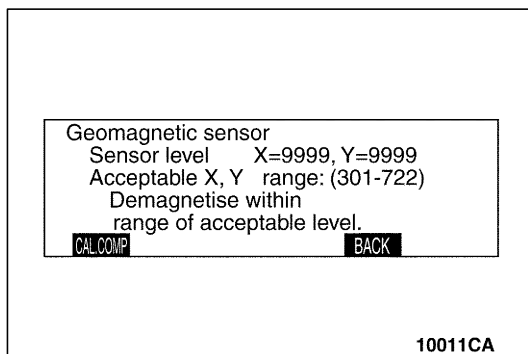 Geomagnetic sensor
Sensor level X=9999, Y=9999
Acceptable X, Y range: (301-722)
Demagnetise within
range of acceptable level.
CAL.COMP BACK
10011CA